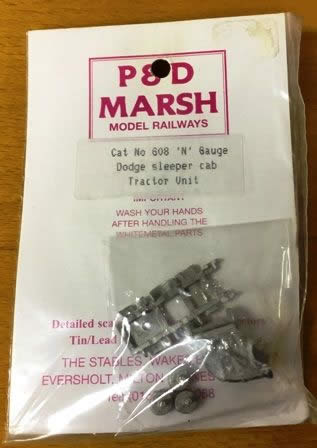 P&D
MARSH
MODEL RAILWAYS
Cat No 608 'N' Gauge
Dodge sleeper cab
Tractor Unit
IMPORTANT
WASH YOUR HANDS
AFTER HANDLING THE
WHITEMETAL PARTS
Detailed
Tin/Lead
THE STABLES,
EVERSHOLT,